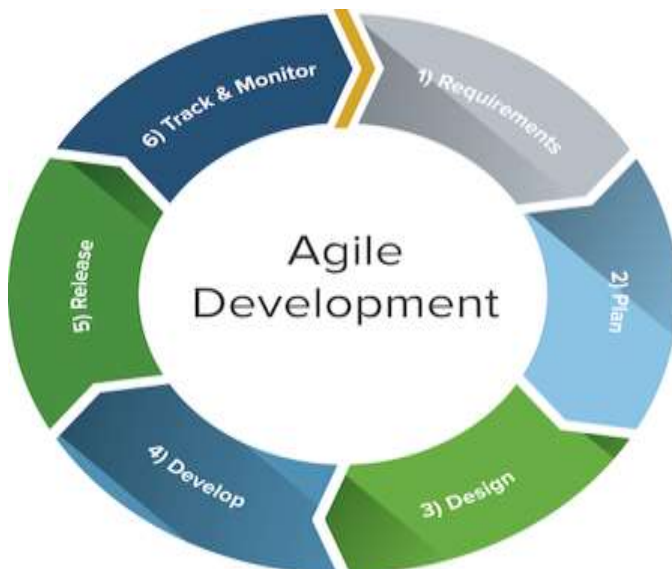 Agile
Development
1) Requirements
2) Plan
3) Design
4) Develop
5) Release
6) Track & Monitor